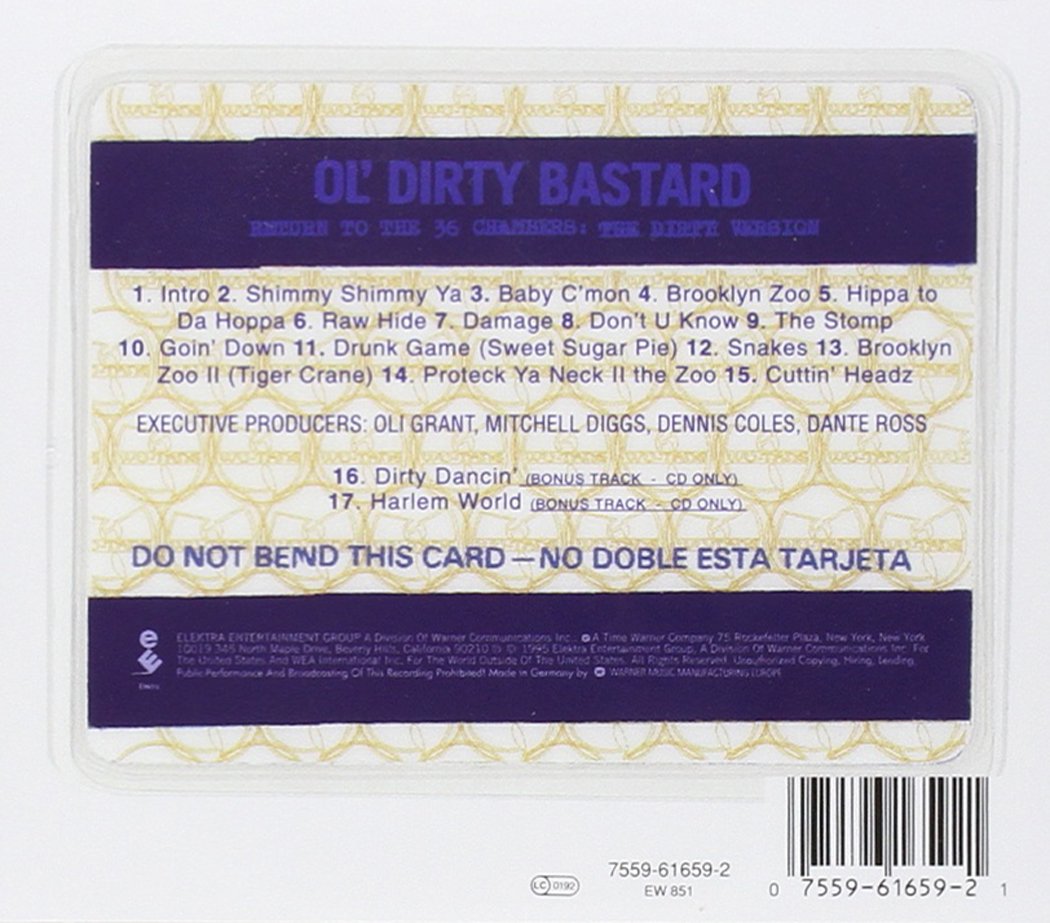 OL' DIRTY BASTARD
RETURN TO THE 36 CHAMBERS: THE DIRTY VERSION
1. Intro 2. Shimmy Shimmy Ya 3. Baby C'mon 4. Brooklyn Zoo 5. Hippa to
Da Hoppa 6. Raw Hide 7. Damage 8. Don't U Know 9. The Stomp
10. Goin' Down 11. Drunk Game (Sweet Sugar Pie) 12. Snakes 13. Brooklyn
Zoo II (Tiger Crane) 14. Proteck Ya Neck II the Zoo 15. Cuttin' Headz
EXECUTIVE PRODUCERS: OLI GRANT, MITCHELL DIGGS, DENNIS COLES, DANTE ROSS
16. Dirty Dancin' (BONUS TRACK - CD ONLY)
17. Harlem World (BONUS TRACK - CD ONLY)
DO NOT BEND THIS CARD — NO DOBLE ESTA TARJETA
ELEKTRA ENTERTAINMENT GROUP A Division Of Warner Communications Inc. A Time Warner Company 75 Rockefeller Plaza, New York, New York
10019 345 North Maple Drive, Beverly Hills, California 90210 ℗ © 1995 Elektra Entertainment Group, A Division Of Warner Communications Inc. For
The United States And WEA International Inc. For The World Outside Of The United States. All Rights Reserved. Unauthorized Copying, Hiring, Lending,
Public Performance And Broadcasting Of This Recording Prohibited! Made in Germany by WARNER MUSIC MANUFACTURING EUROPE
7559-61659-2
EW 851
LC 0192
0 7559-61659-2 1